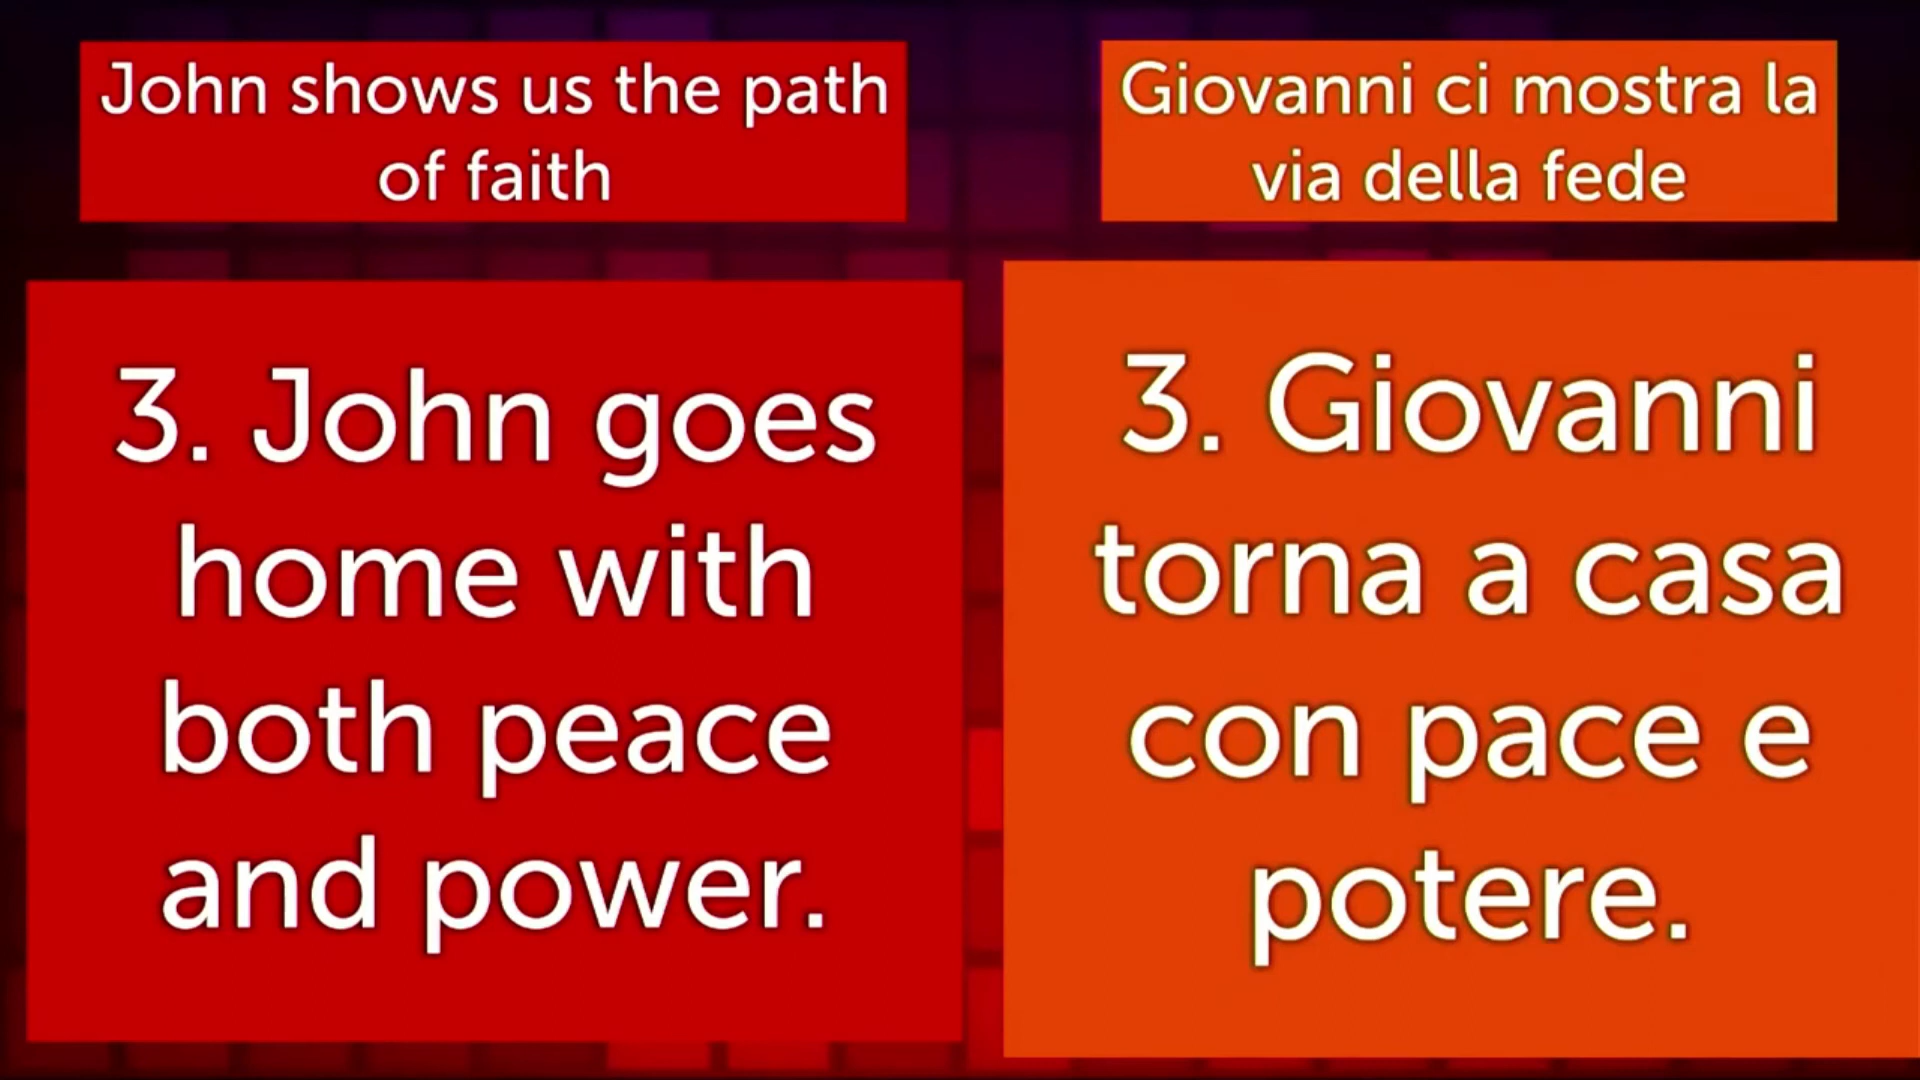 John shows us the path
of faith
3. John goes
home with
both peace
and power.
Giovanni ci mostra la
via della fede
3. Giovanni
torna a casa
con pace e
potere.